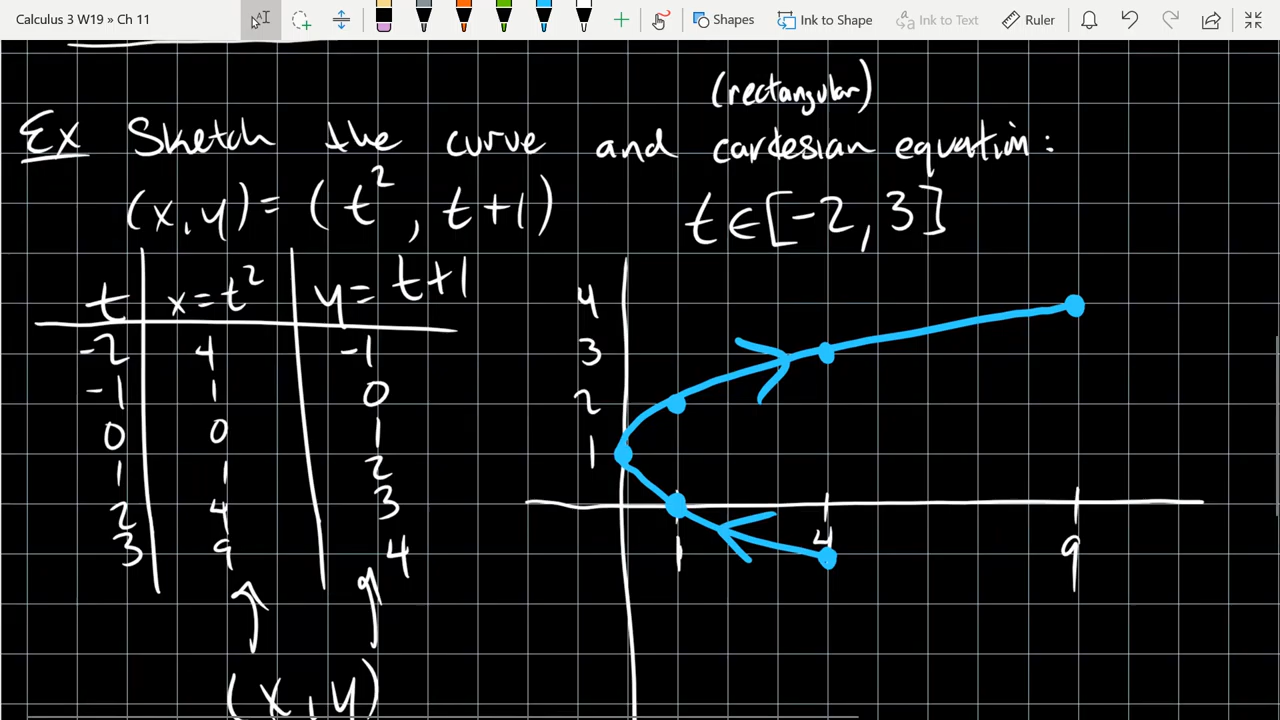 Calculus 3 W19 » Ch 11
Shapes
Ink to Shape
Ink to Text
Ruler
(rectangular)
Ex Sketch the curve and cartesian equation:
(x,y) = (t², t+1) t∈[-2,3]
t x=t² y=t+1
-2 4 -1
-1 1 0
0 0 1
1 1 2
2 4 3
3 9 4
4
3
2
1
1 4 9
(x,y)